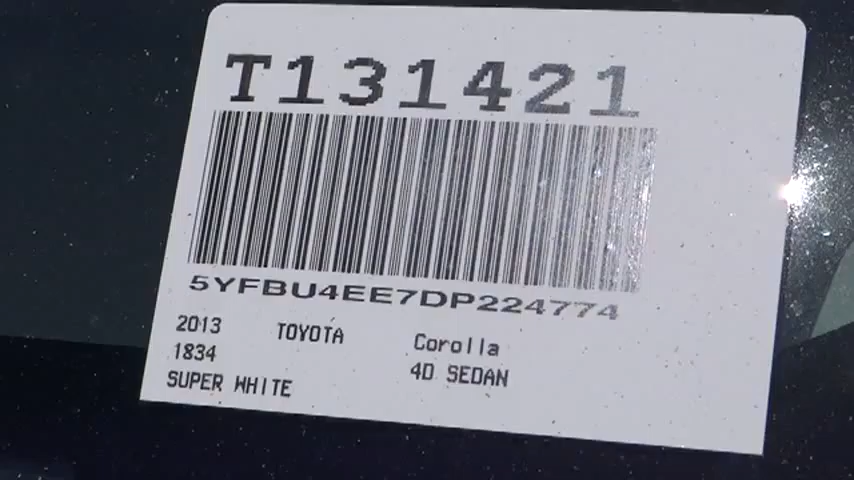 T131421
5YFBU4EE7DP224774
2013 TOYOTA Corolla
1834 4D SEDAN
SUPER WHITE